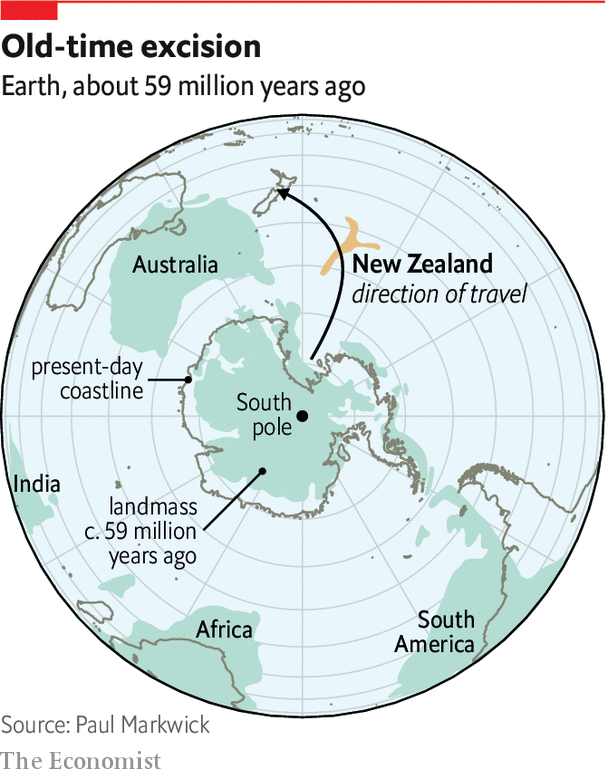 Old-time excision
Earth, about 59 million years ago
Australia
New Zealand
direction of travel
present-day
coastline
South
pole
India
landmass
c. 59 million
years ago
Africa
South
America
Source: Paul Markwick
The Economist